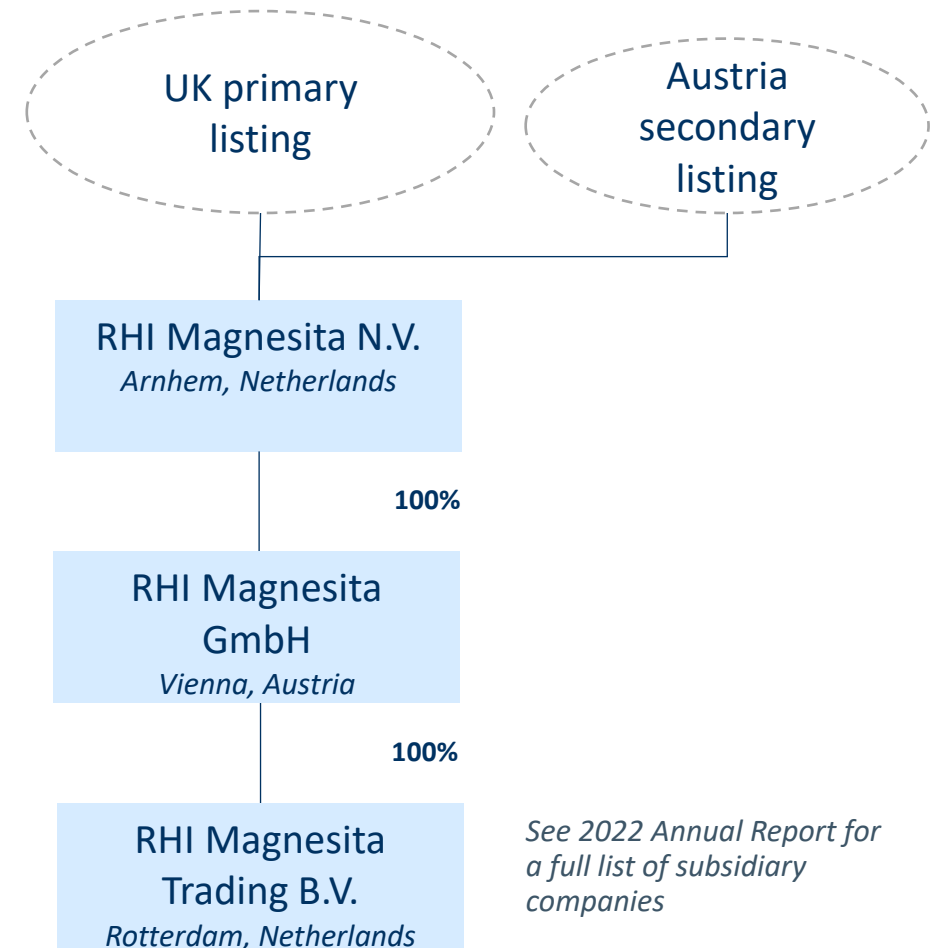 UK primary
listing
Austria
secondary
listing
RHI Magnesita N.V.
Arnhem, Netherlands
100%
RHI Magnesita
GmbH
Vienna, Austria
100%
RHI Magnesita
Trading B.V.
Rotterdam, Netherlands
See 2022 Annual Report for
a full list of subsidiary
companies